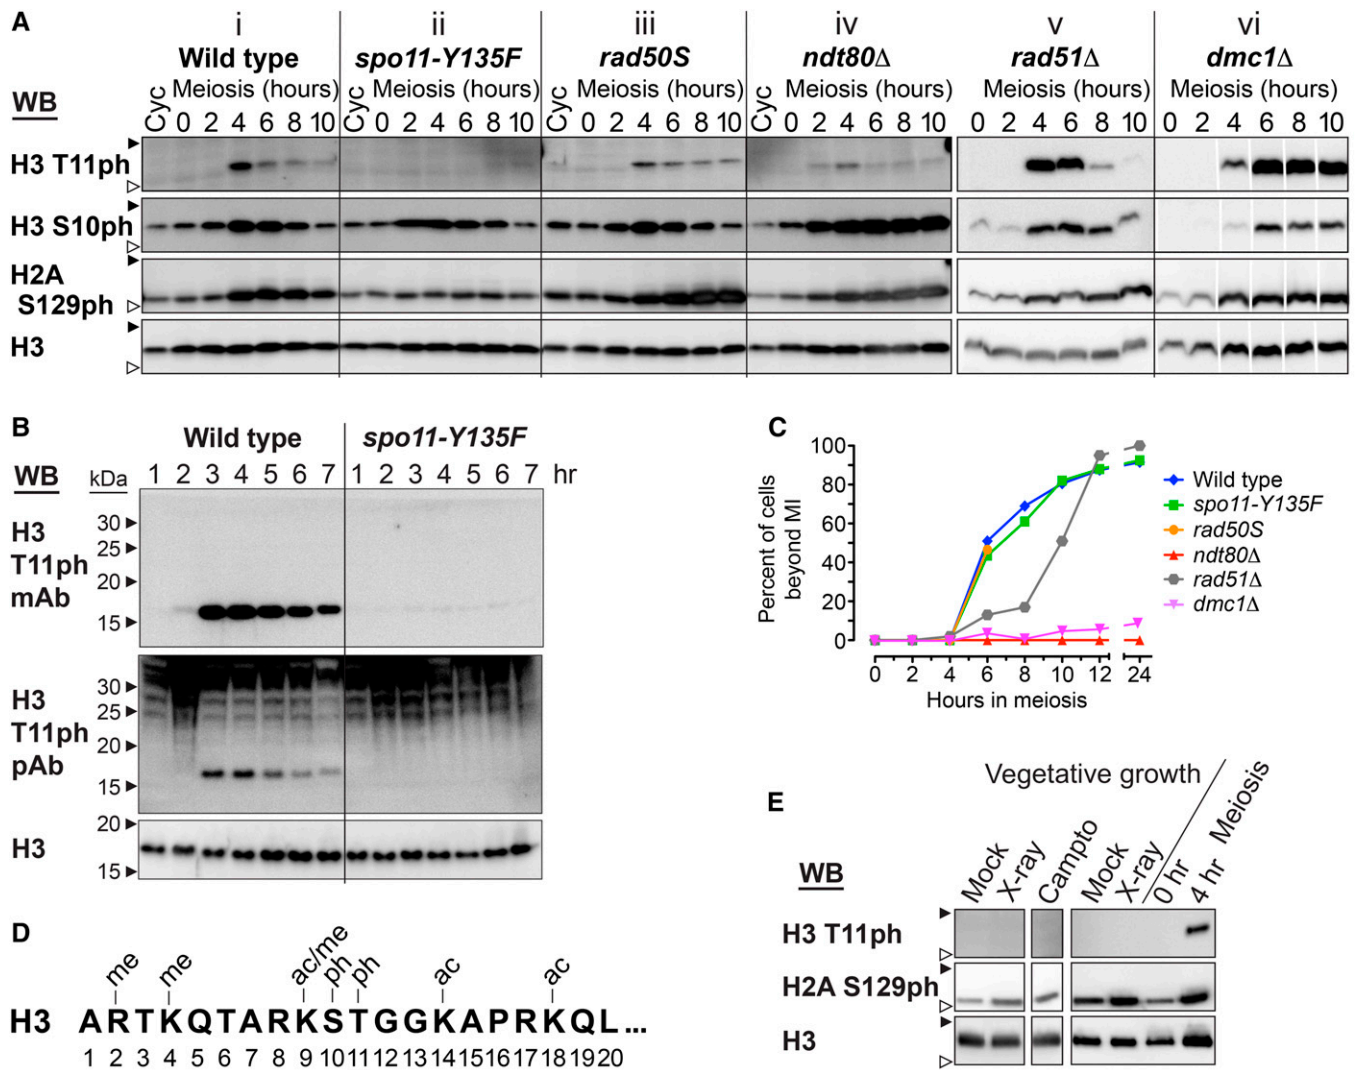 A
i ii iii iv v vi
Wild type spo11-Y135F rad50S ndt80Δ rad51Δ dmc1Δ
WB
Cyc Meiosis (hours) Cyc Meiosis (hours) Cyc Meiosis (hours) Cyc Meiosis (hours) Meiosis (hours) Meiosis (hours)
0 2 4 6 8 10 0 2 4 6 8 10 0 2 4 6 8 10 0 2 4 6 8 10 0 2 4 6 8 10 0 2 4 6 8 10
H3 T11ph
H3 S10ph
H2A
S129ph
H3
B
Wild type spo11-Y135F
WB kDa 1 2 3 4 5 6 7 1 2 3 4 5 6 7 hr
H3
T11ph
mAb
30
25
20
15
H3
T11ph
pAb
30
25
20
15
H3
20
15
C
Percent of cells
beyond MI
100
80
60
40
20
0
0 2 4 6 8 10 12 24
Hours in meiosis
Wild type
spo11-Y135F
rad50S
ndt80Δ
rad51Δ
dmc1Δ
D
me me ac/me ph ph ac ac
H3 A R T K Q T A R K S T G G K A P R K Q L ...
1 2 3 4 5 6 7 8 9 10 11 12 13 14 15 16 17 18 19 20
E
Vegetative growth Meiosis
WB
Mock X-ray Campto Mock X-ray 0 hr 4 hr
H3 T11ph
H2A S129ph
H3